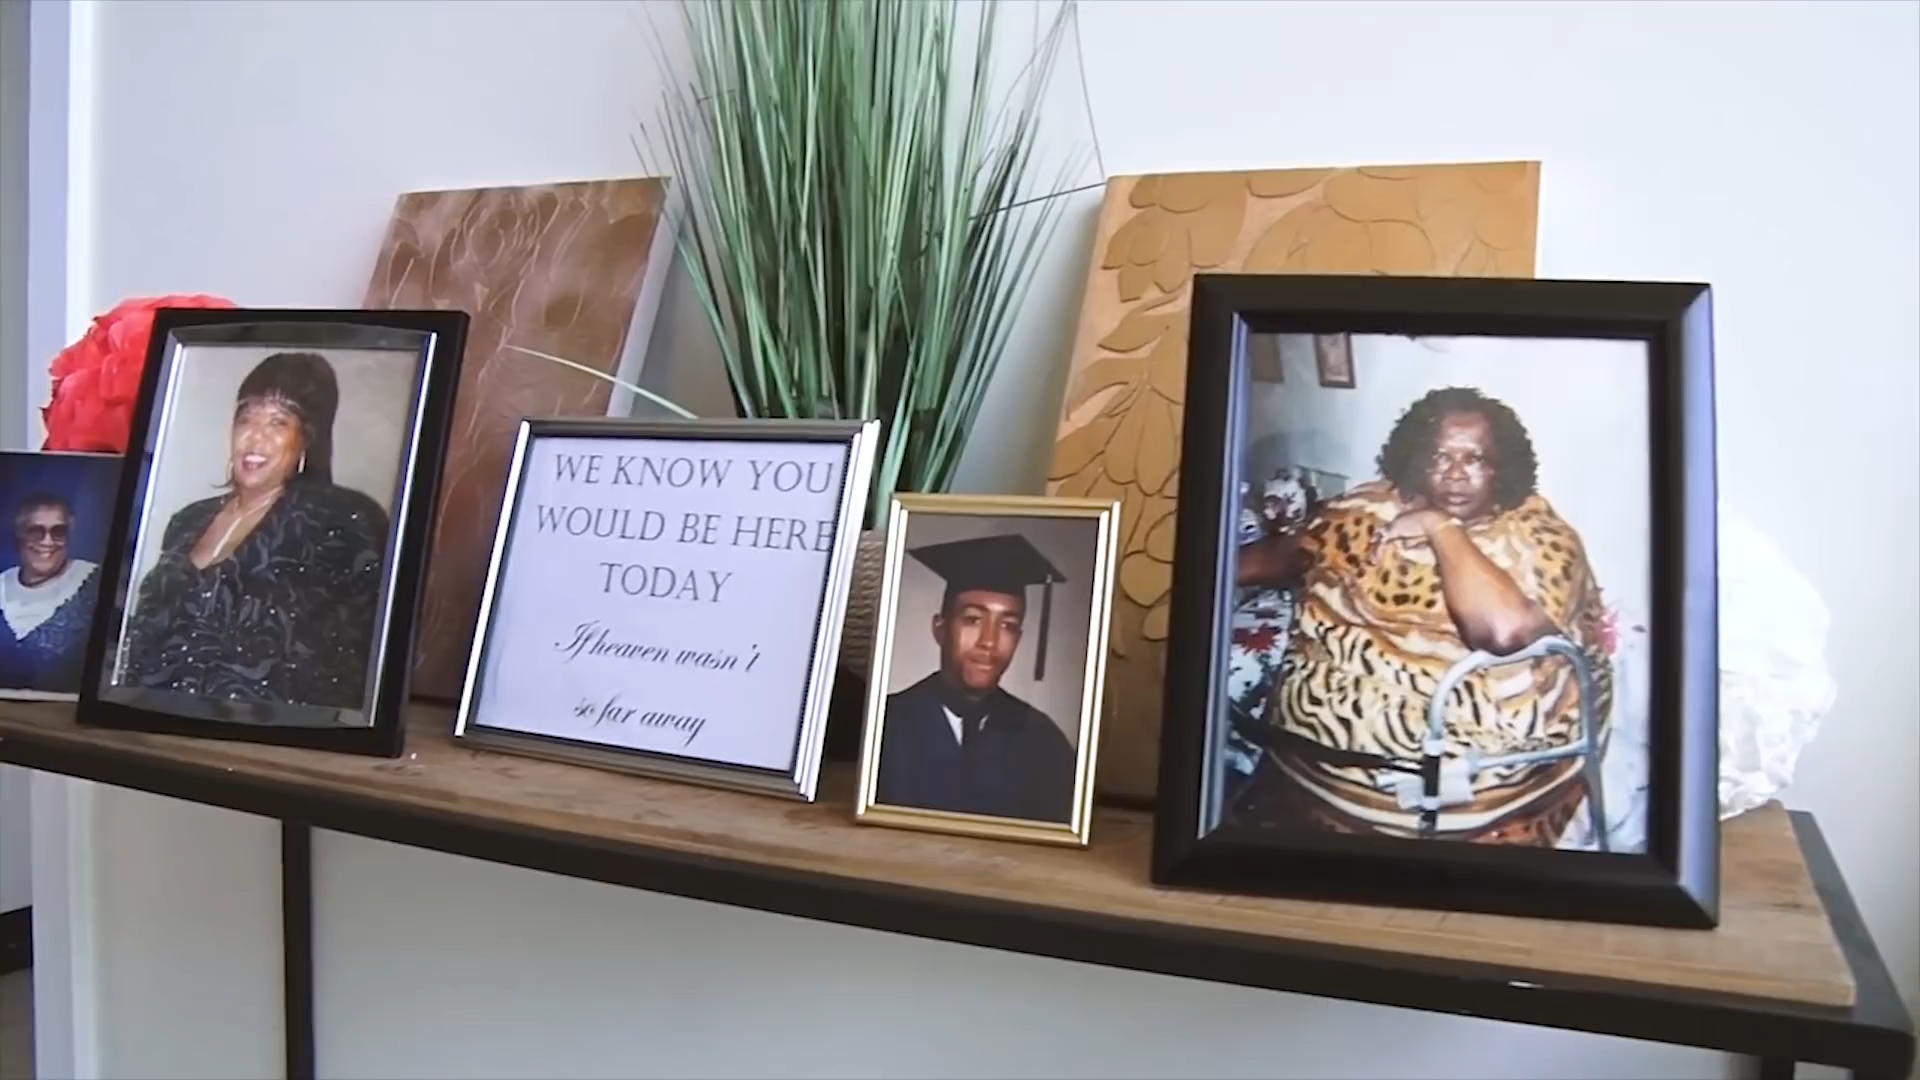 WE KNOW YOU
WOULD BE HERE
TODAY
If heaven wasn't
so far away